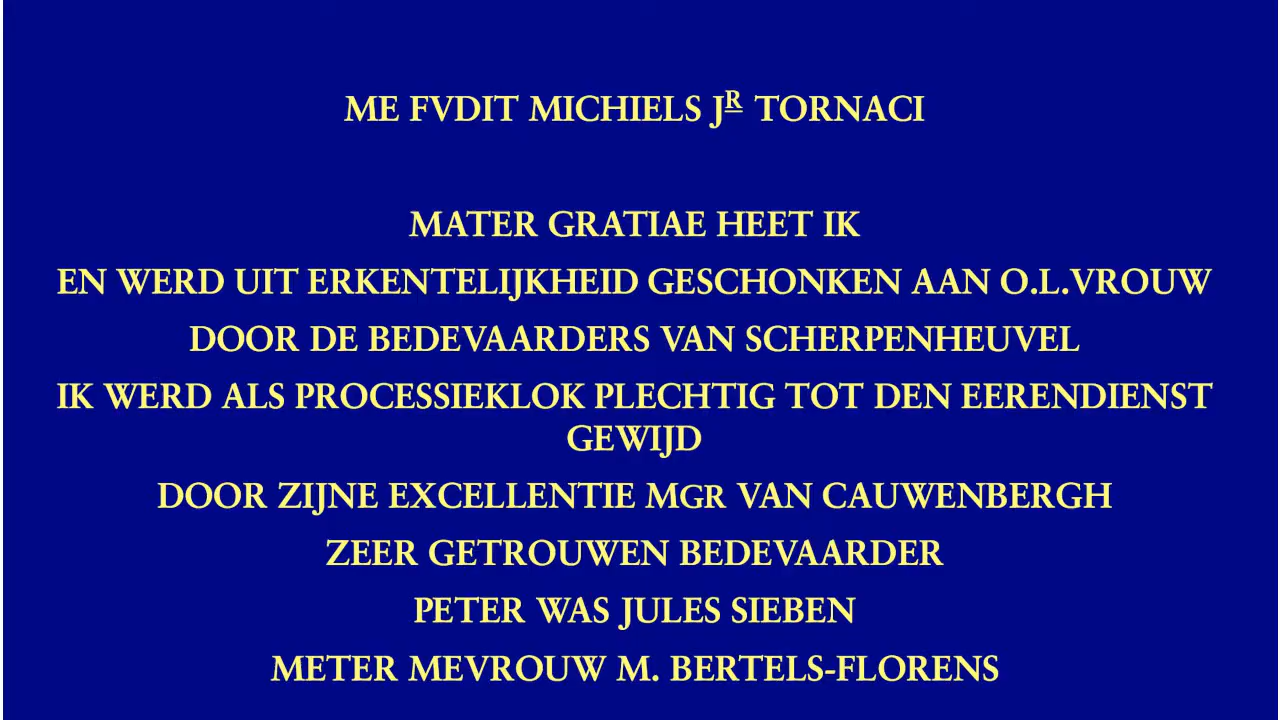 ME FVDIT MICHIELS JR TORNACI
MATER GRATIAE HEET IK
EN WERD UIT ERKENTELIJKHEID GESCHONKEN AAN O.L.VROUW
DOOR DE BEDEVAARDERS VAN SCHERPENHEUVEL
IK WERD ALS PROCESSIEKLOK PLECHTIG TOT DEN EERENDIENST
GEWIJD
DOOR ZIJNE EXCELLENTIE MGR VAN CAUWENBERGH
ZEER GETROUWEN BEDEVAARDER
PETER WAS JULES SIEBEN
METER MEVROUW M. BERTELS-FLORENS